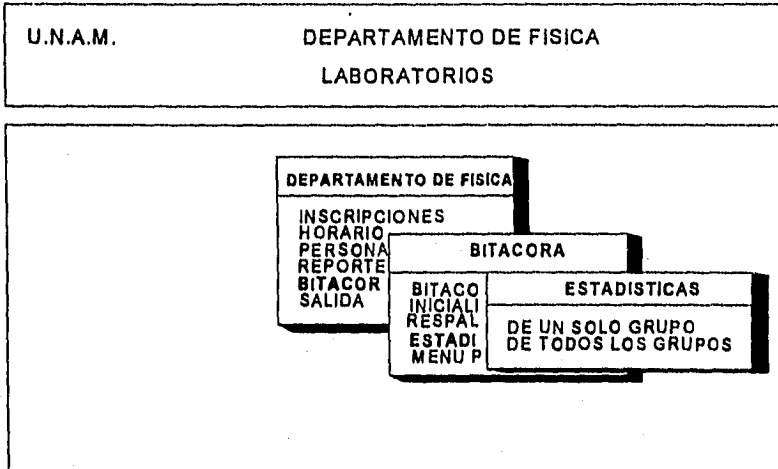 U.N.A.M. DEPARTAMENTO DE FISICA
LABORATORIOS
DEPARTAMENTO DE FISICA
INSCRIPCIONES
HORARIO
PERSONA
REPORTE
BITACOR
SALIDA
BITACORA
BITACO
INICIALI
RESPAL
ESTADI
MENU P
ESTADISTICAS
DE UN SOLO GRUPO
DE TODOS LOS GRUPOS